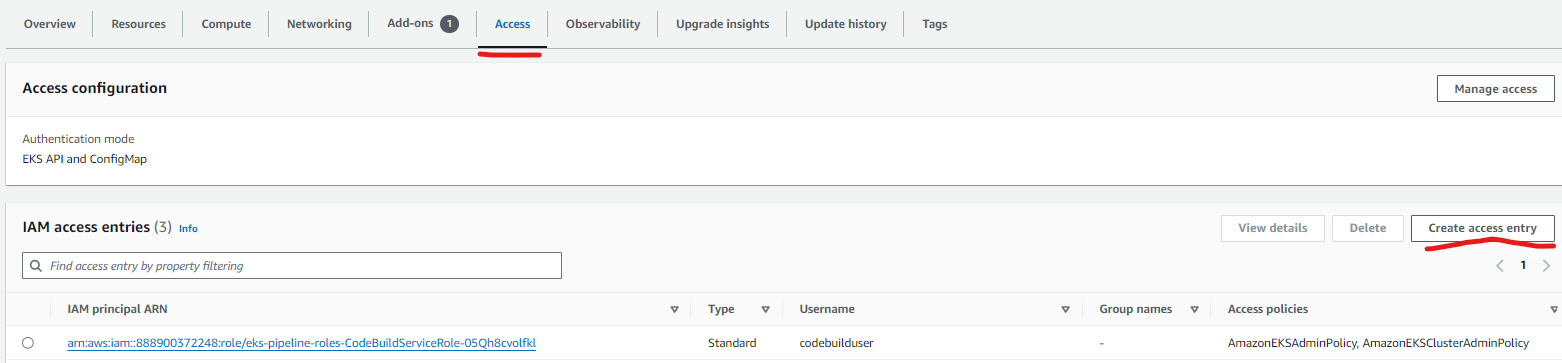 Overview Resources Compute Networking Add-ons 1 Access Observability Upgrade insights Update history Tags
Access configuration Manage access
Authentication mode
EKS API and ConfigMap
IAM access entries (3) Info View details Delete Create access entry
Find access entry by property filtering 1
IAM principal ARN Type Username Group names Access policies
arn:aws:iam::888900372248:role/eks-pipeline-roles-CodeBuildServiceRole-05Qh8cvolfkl Standard codebuilduser - AmazonEKSAdminPolicy, AmazonEKSClusterAdminPolicy